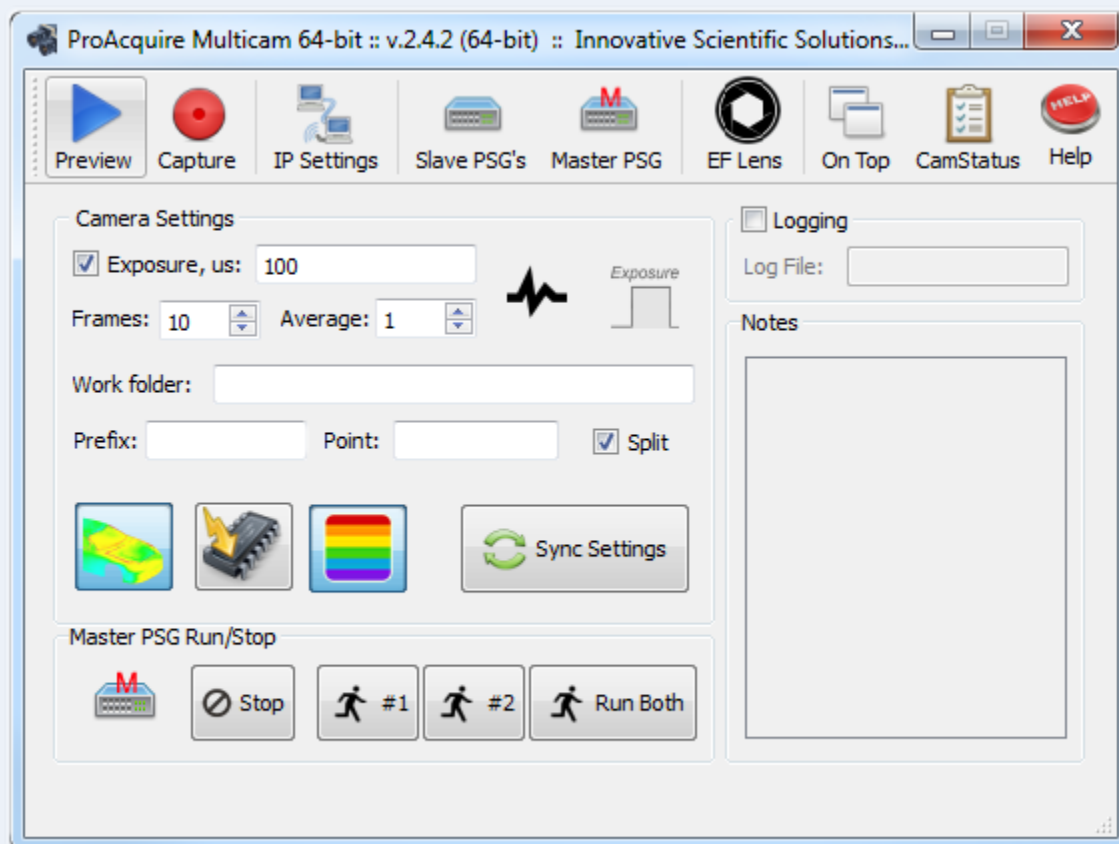 ProAcquire Multicam 64-bit :: v.2.4.2 (64-bit) :: Innovative Scientific Solutions...
Preview Capture IP Settings Slave PSG's M Master PSG EF Lens On Top CamStatus HELP Help
Camera Settings
Exposure, us: 100
Exposure
Frames: 10 Average: 1
Work folder:
Prefix: Point: Split
Sync Settings
Master PSG Run/Stop
M
Stop #1 #2 Run Both
Logging
Log File:
Notes